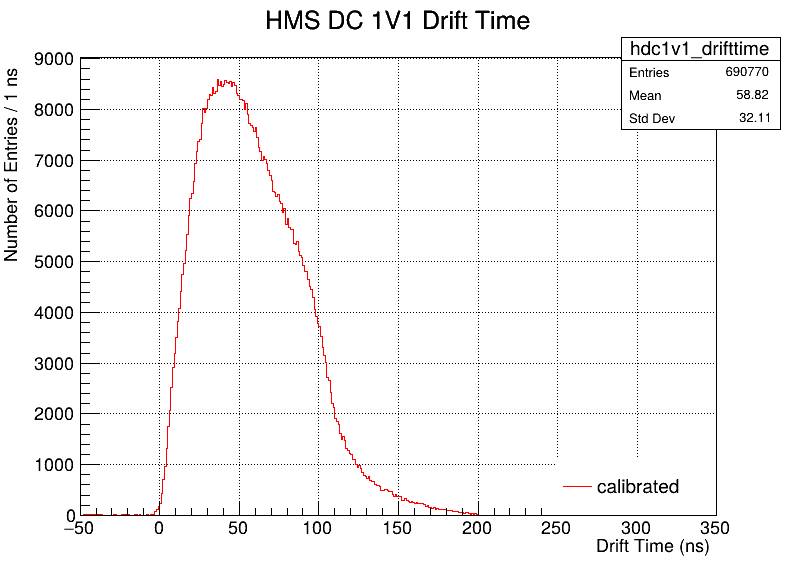 HMS DC 1V1 Drift Time
hdc1v1_drifttime
Entries 690770
Mean 58.82
Std Dev 32.11
Number of Entries / 1 ns
9000
8000
7000
6000
5000
4000
3000
2000
1000
0
calibrated
−50 0 50 100 150 200 250 300 350
Drift Time (ns)